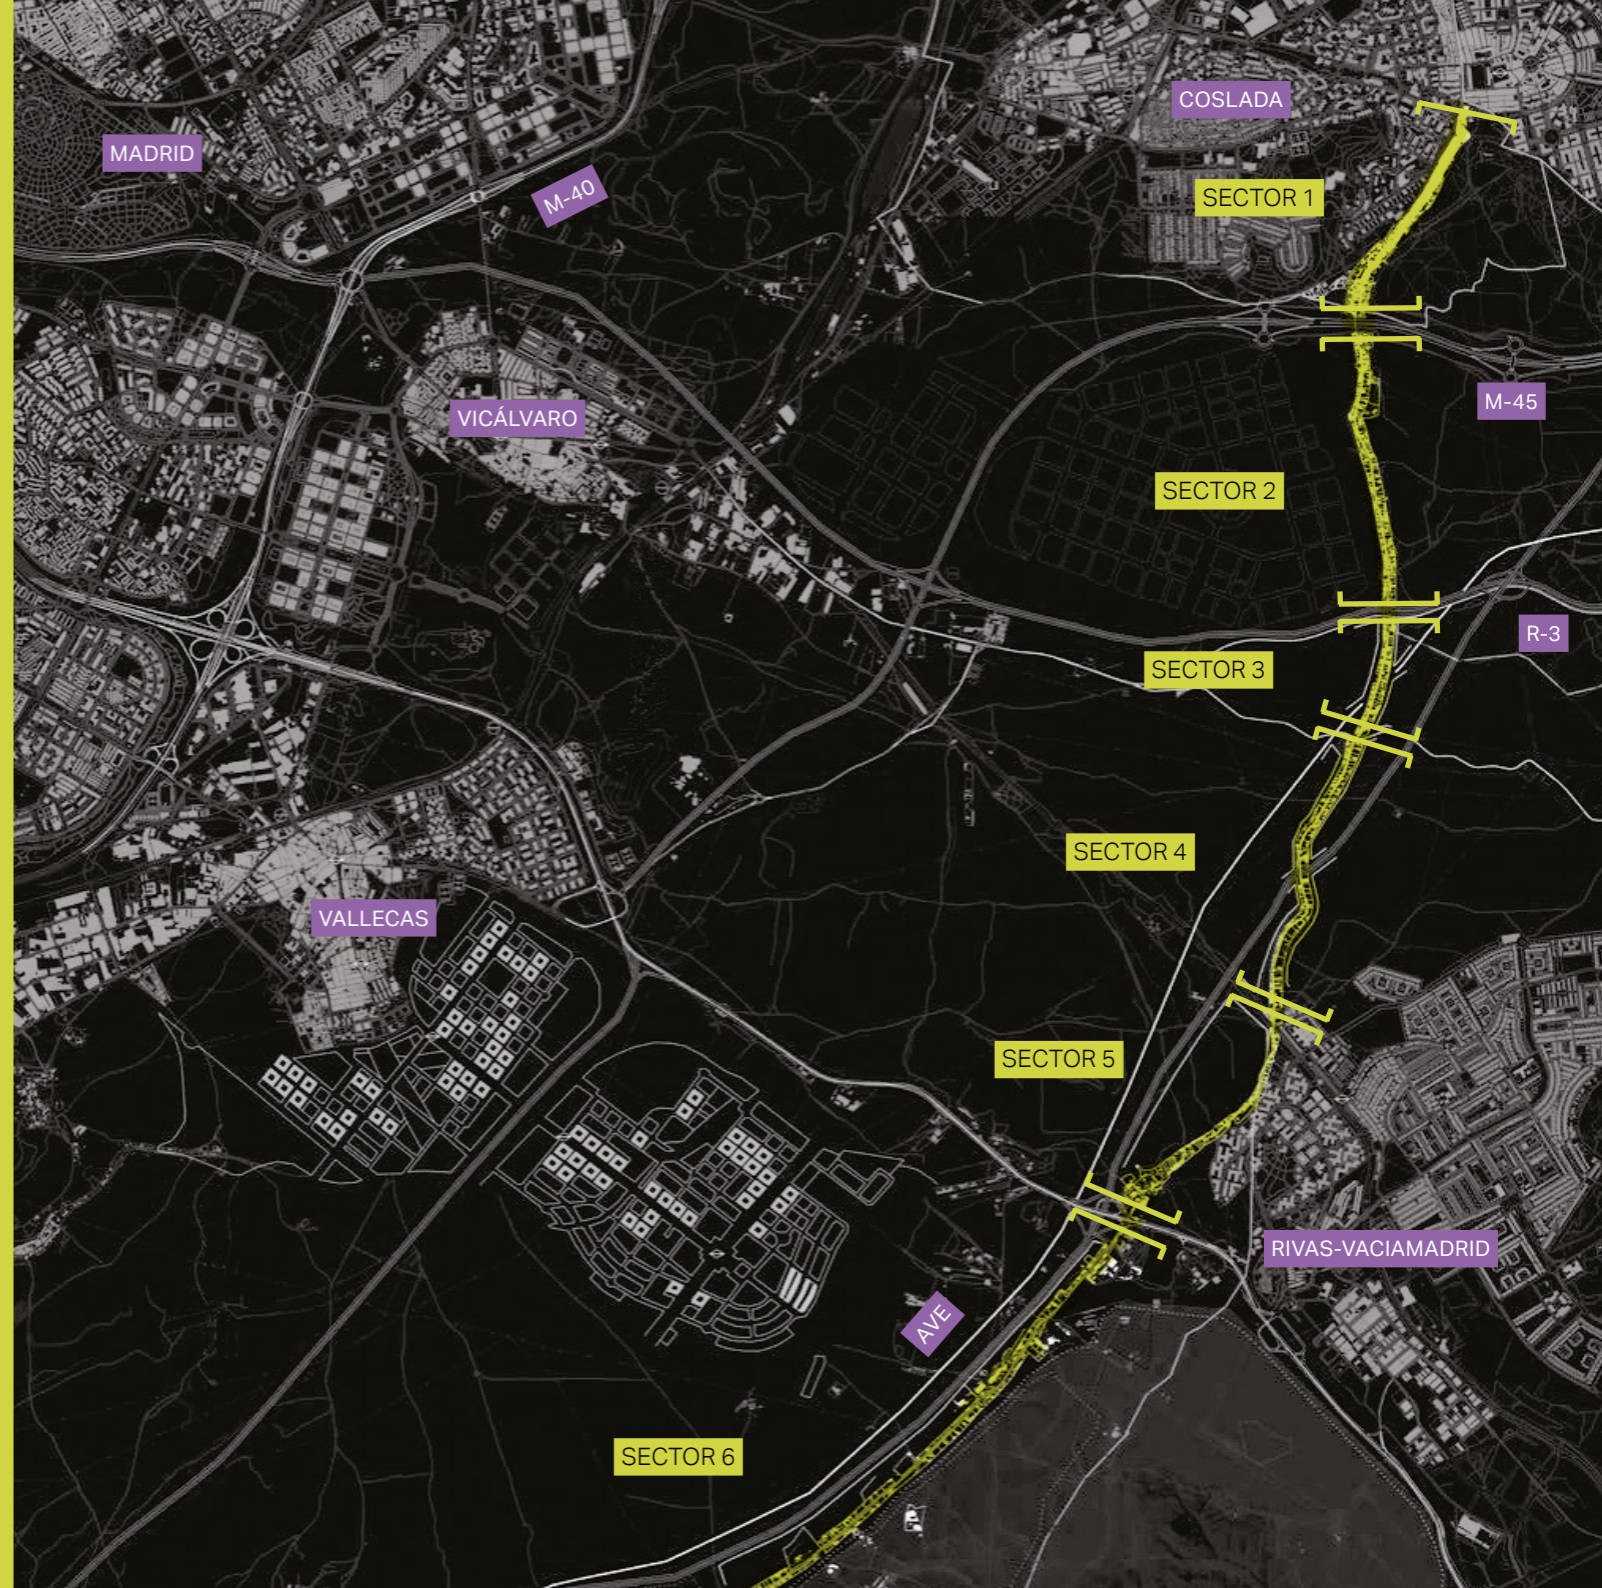 COSLADA
MADRID
M-40
SECTOR 1
M-45
VICÁLVARO
SECTOR 2
R-3
SECTOR 3
SECTOR 4
VALLECAS
SECTOR 5
RIVAS-VACIAMADRID
AVE
SECTOR 6